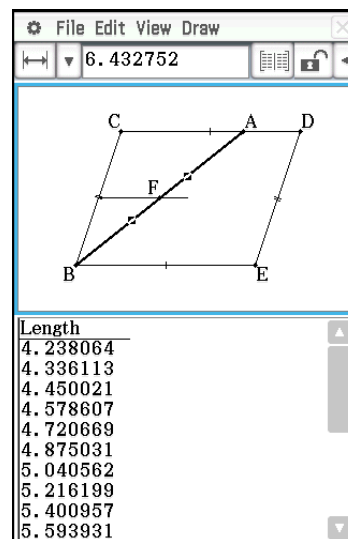 File Edit View Draw
6.432752
C A D
F
B E
Length
4.238064
4.336113
4.450021
4.578607
4.720669
4.875031
5.040562
5.216199
5.400957
5.593931